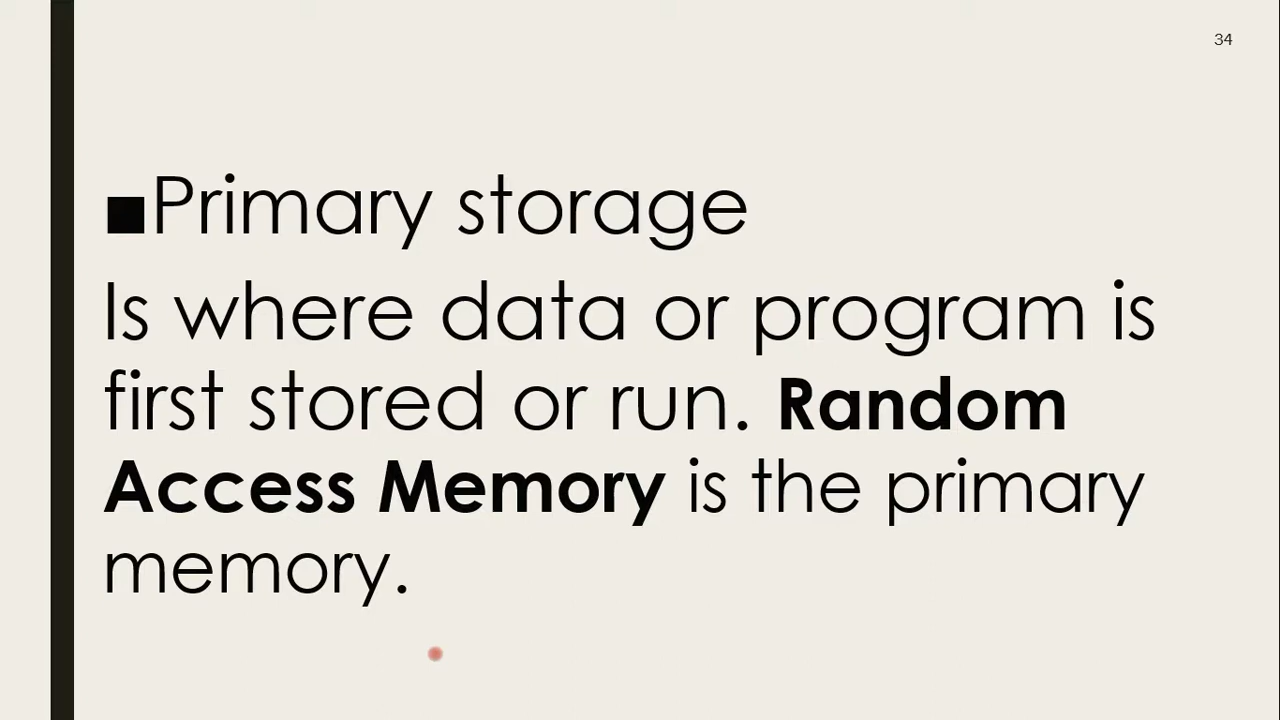 34
■Primary storage
Is where data or program is
first stored or run. Random
Access Memory is the primary
memory.